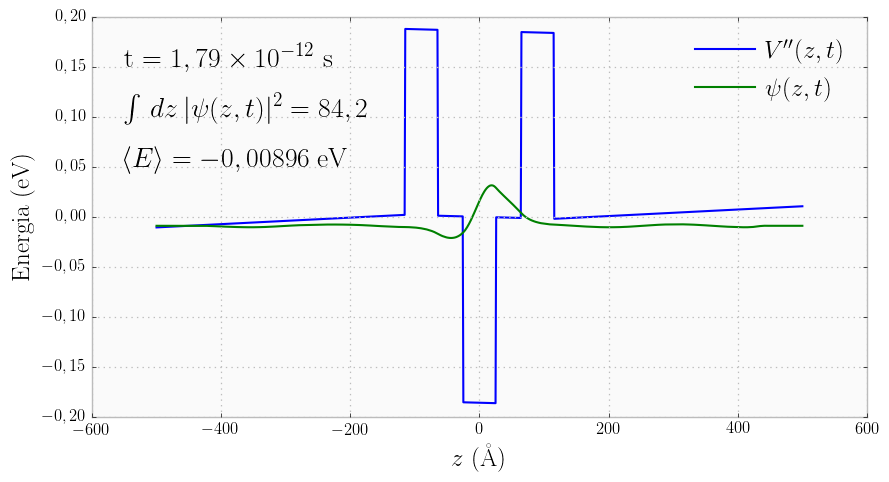 0,20
0,15
0,10
0,05
0,00
−0,05
−0,10
−0,15
−0,20
Energia (eV)
t = 1,79 × 10⁻¹² s
∫ dz |ψ(z, t)|² = 84, 2
⟨E⟩ = −0, 00896 eV
V″(z, t)
ψ(z, t)
−600 −400 −200 0 200 400 600
z (Å)